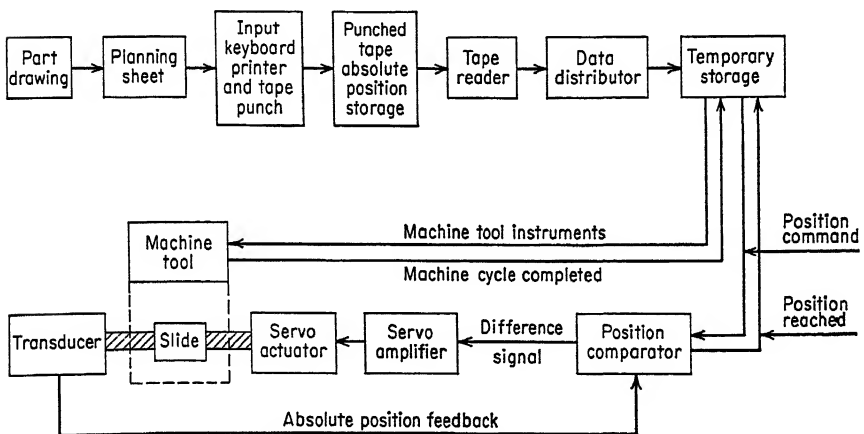 Part
drawing
Planning
sheet
Input
keyboard
printer
and tape
punch
Punched
tape
absolute
position
storage
Tape
reader
Data
distributor
Temporary
storage
Machine tool instruments
Machine cycle completed
Position
command
Position
reached
Machine
tool
Transducer
Slide
Servo
actuator
Servo
amplifier
Difference
signal
Position
comparator
Absolute position feedback